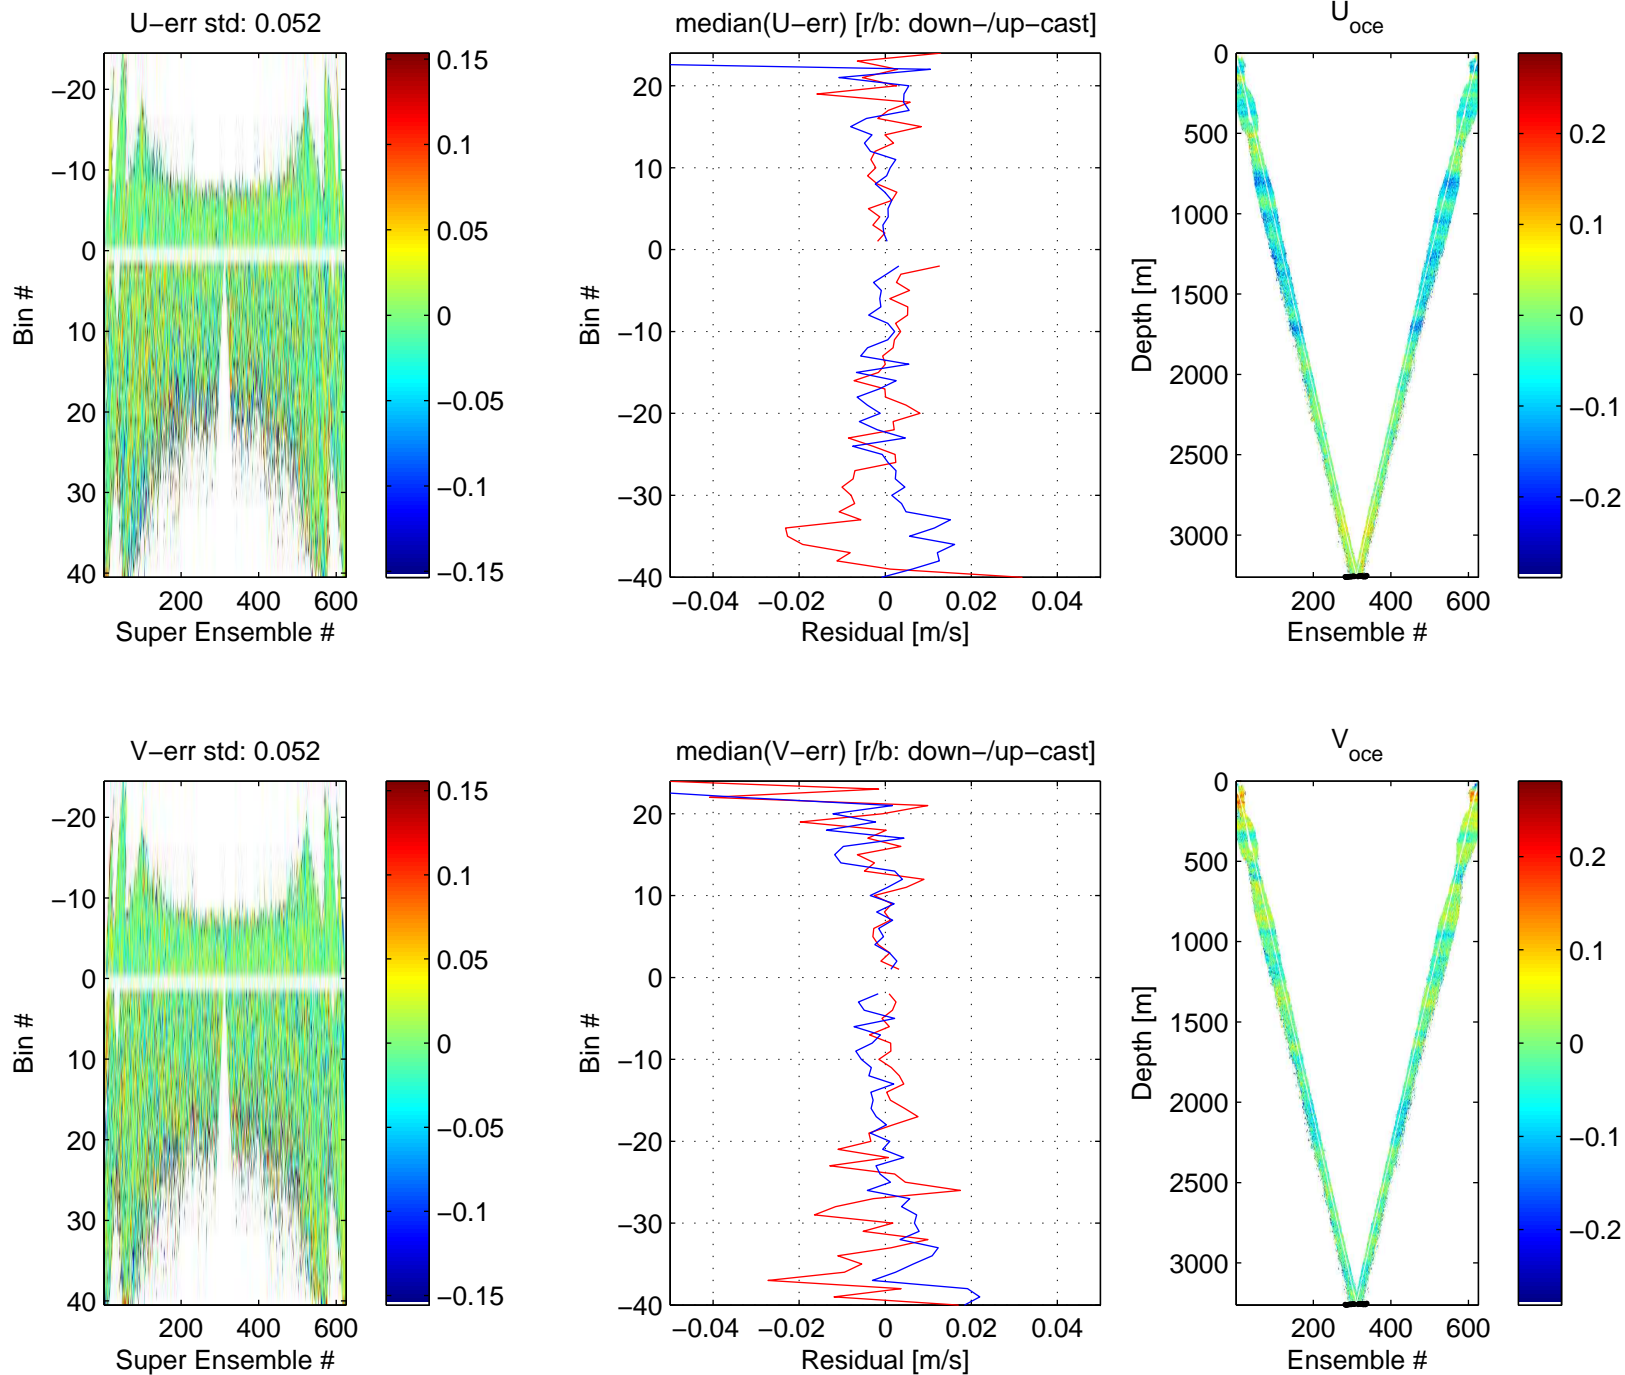 U−err std: 0.052
−20
−10
0
10
20
30
40
Bin #
200 400 600
Super Ensemble #
0.15
0.1
0.05
0
−0.05
−0.1
−0.15
median(U−err) [r/b: down−/up−cast]
20
10
0
−10
−20
−30
−40
Bin #
−0.04 −0.02 0 0.02 0.04
Residual [m/s]
U_oce
0
500
1000
1500
2000
2500
3000
Depth [m]
200 400 600
Ensemble #
0.2
0.1
0
−0.1
−0.2
V−err std: 0.052
−20
−10
0
10
20
30
40
Bin #
200 400 600
Super Ensemble #
0.15
0.1
0.05
0
−0.05
−0.1
−0.15
median(V−err) [r/b: down−/up−cast]
20
10
0
−10
−20
−30
−40
Bin #
−0.04 −0.02 0 0.02 0.04
Residual [m/s]
V_oce
0
500
1000
1500
2000
2500
3000
Depth [m]
200 400 600
Ensemble #
0.2
0.1
0
−0.1
−0.2